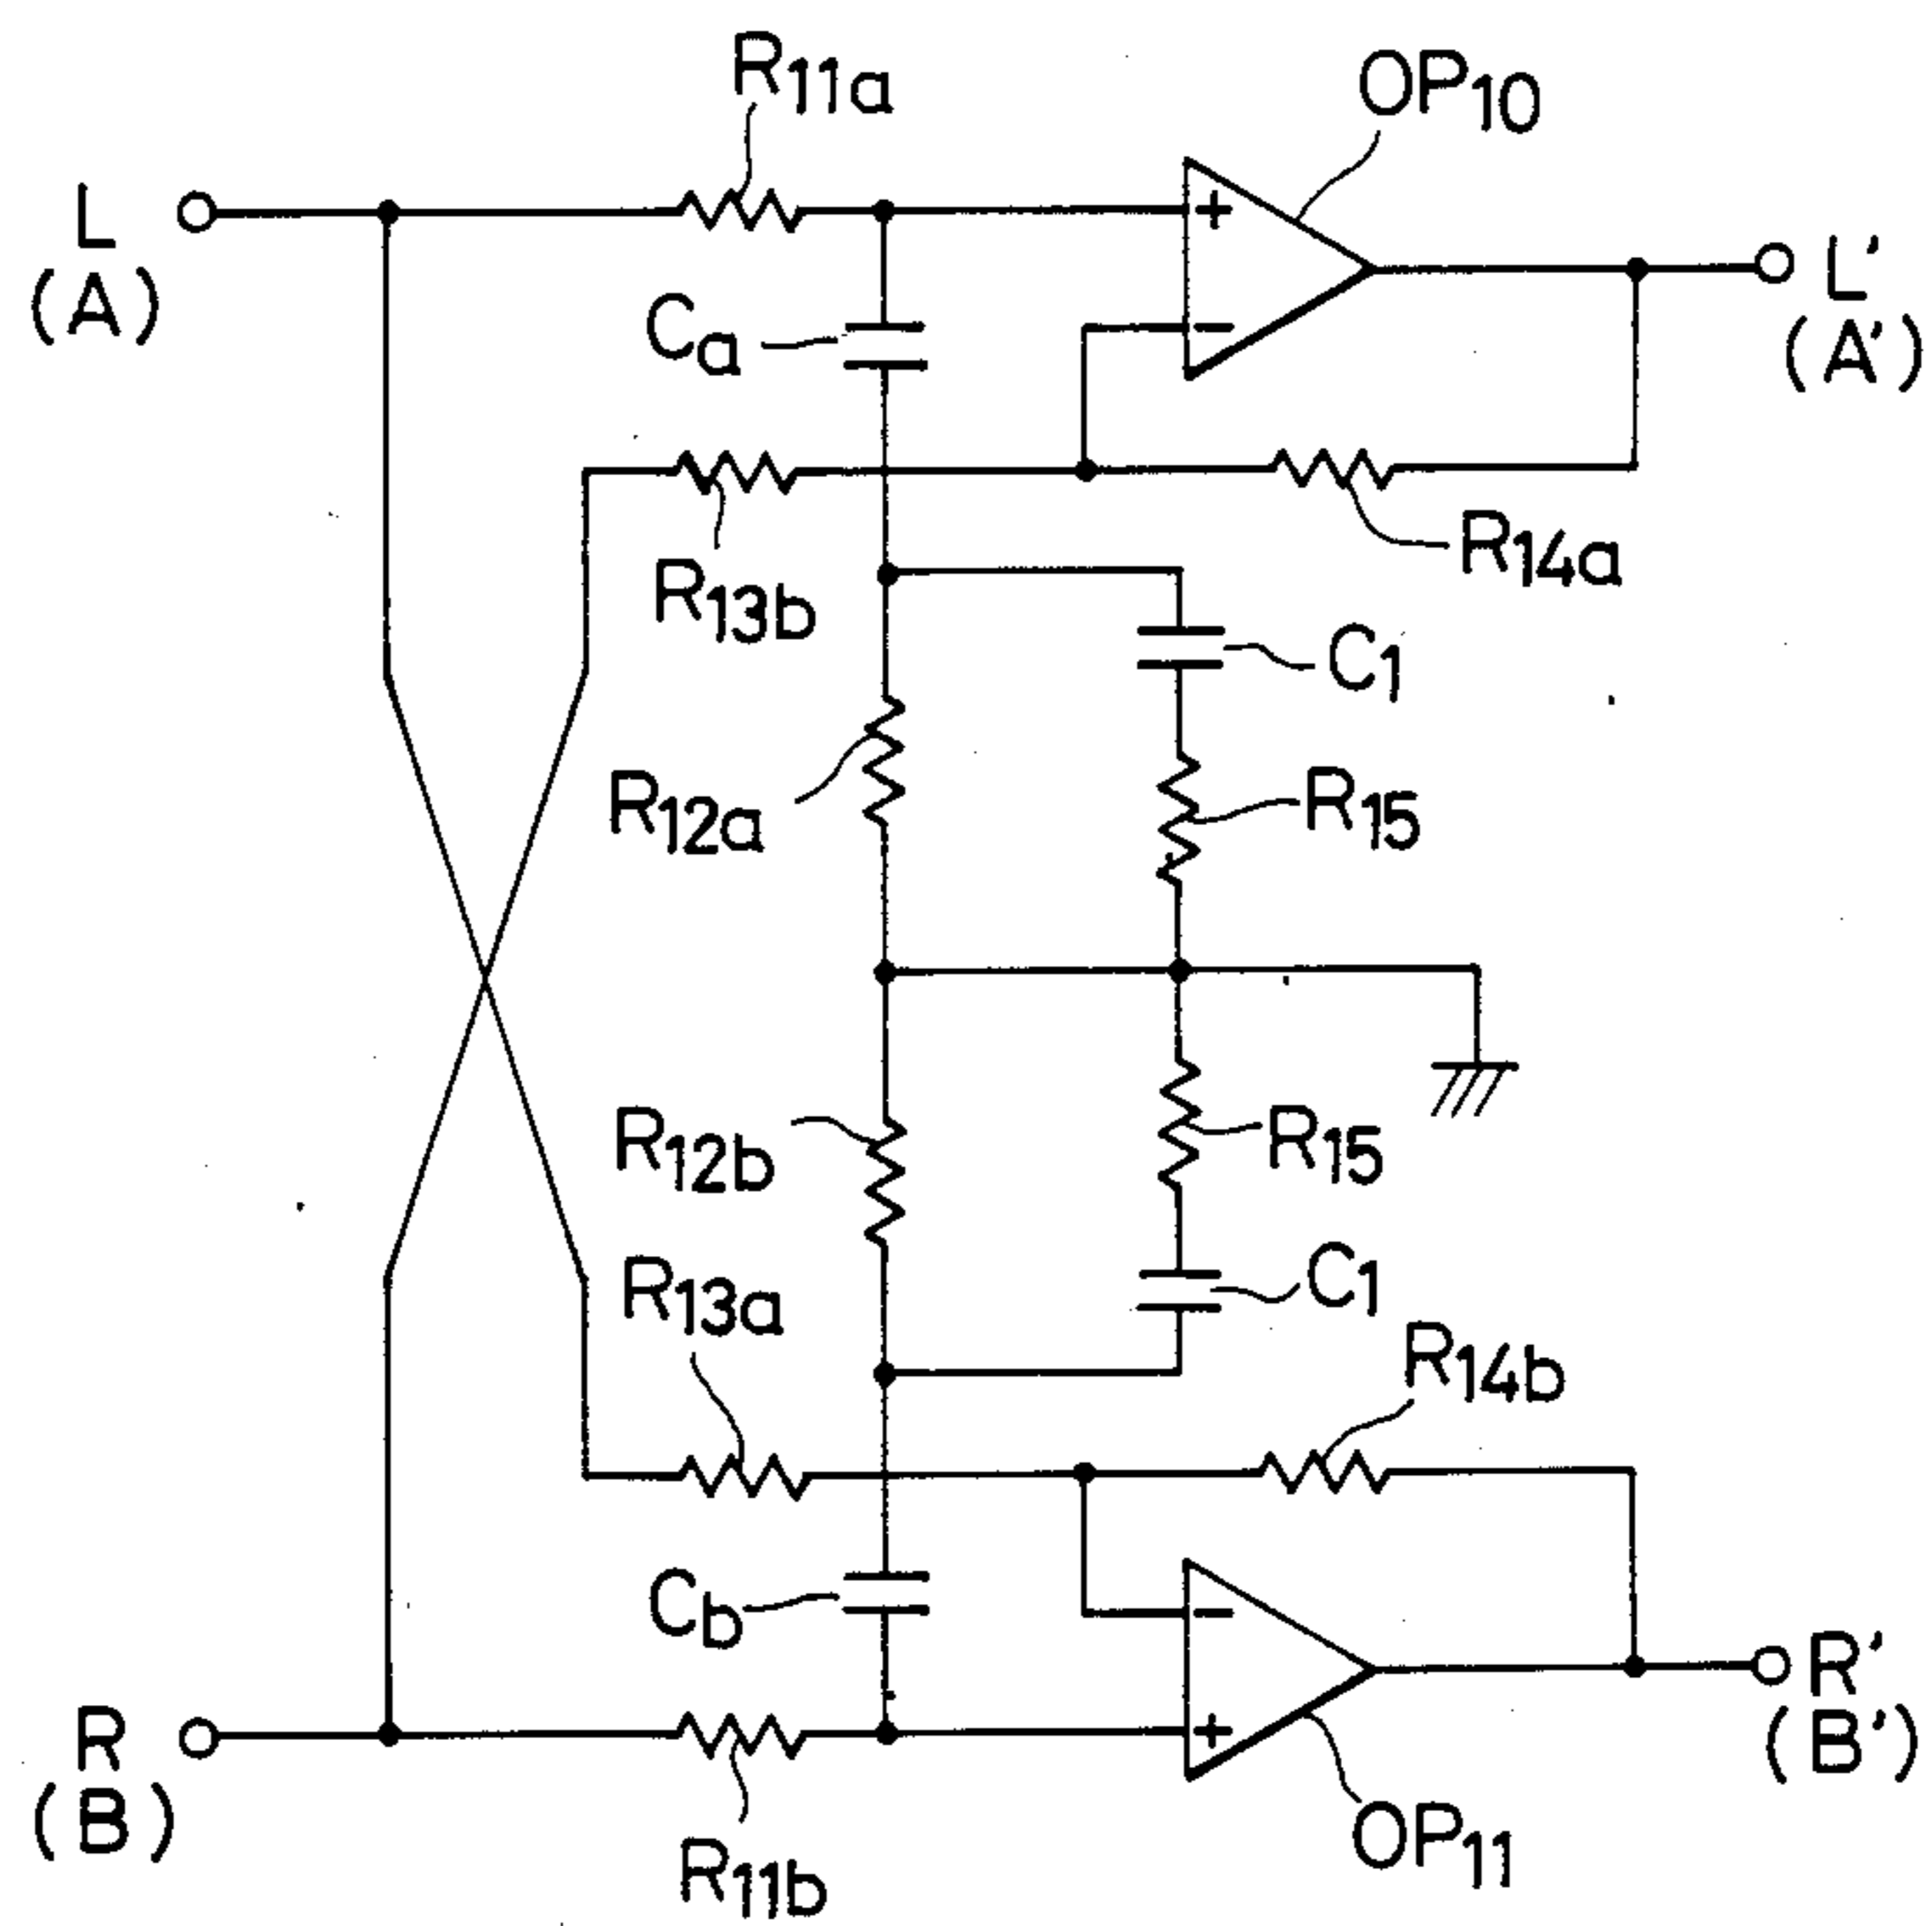 R11a
OP10
L
(A)
+
L'
(A')
Ca
−
R14a
R13b
C1
R12a
R15
R12b
R15
R13a
C1
R14b
Cb
−
R'
(B')
R
(B)
+
R11b
OP11